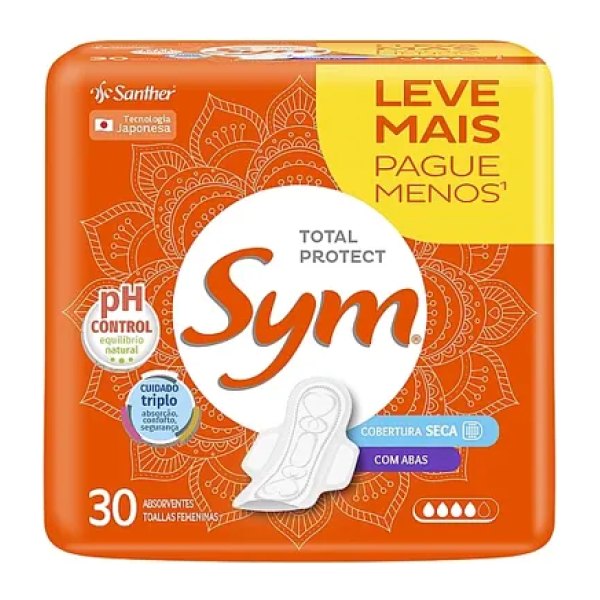 30
Santher®
Tecnologia
Japonesa
LEVE
MAIS
PAGUE
MENOS¹
TOTAL
PROTECT
Sym®
pH
CONTROL
equilíbrio
natural
CUIDADO
triplo
absorção,
conforto,
segurança
COBERTURA SECA
COM ABAS
30 ABSORVENTES
TOALLAS FEMENINAS